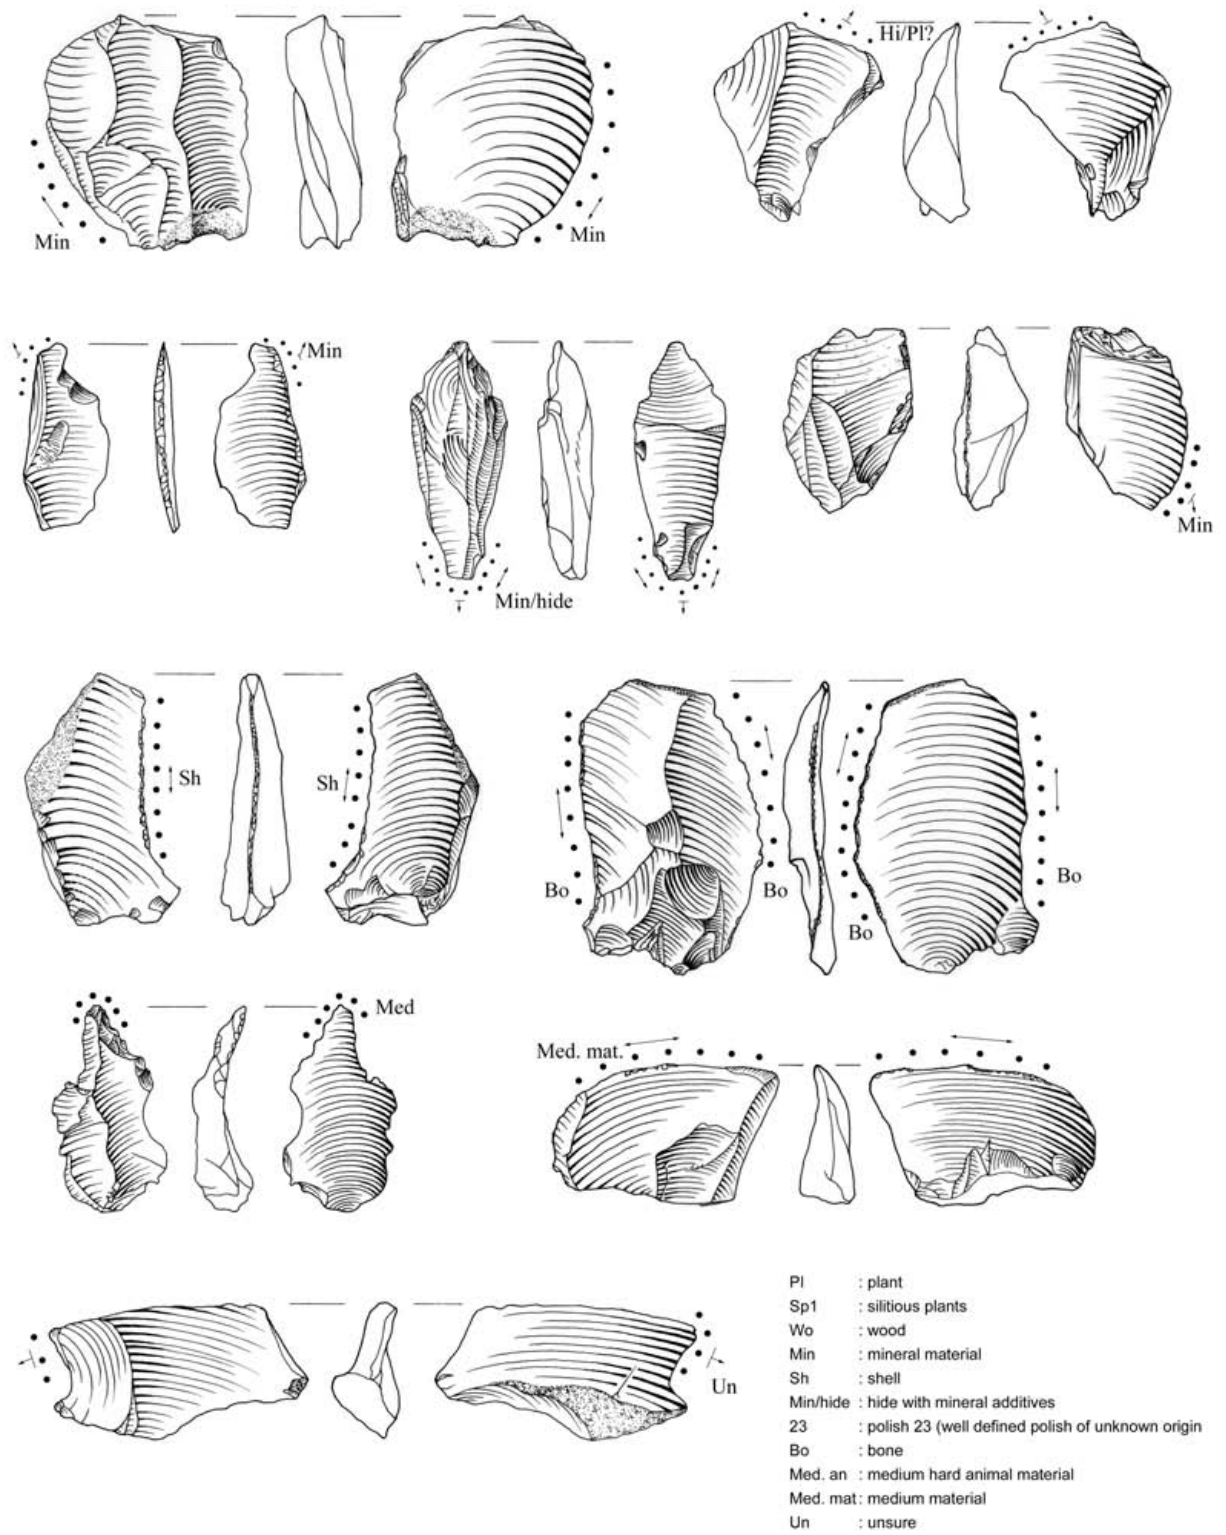 Hi/Pl?
Min
Min
Min
Min/hide
Min
Sh
Sh
Bo
Bo
Bo
Bo
Med
Med. mat.
Un
Pl : plant
Sp1 : silitious plants
Wo : wood
Min : mineral material
Sh : shell
Min/hide : hide with mineral additives
23 : polish 23 (well defined polish of unknown origin
Bo : bone
Med. an : medium hard animal material
Med. mat : medium material
Un : unsure